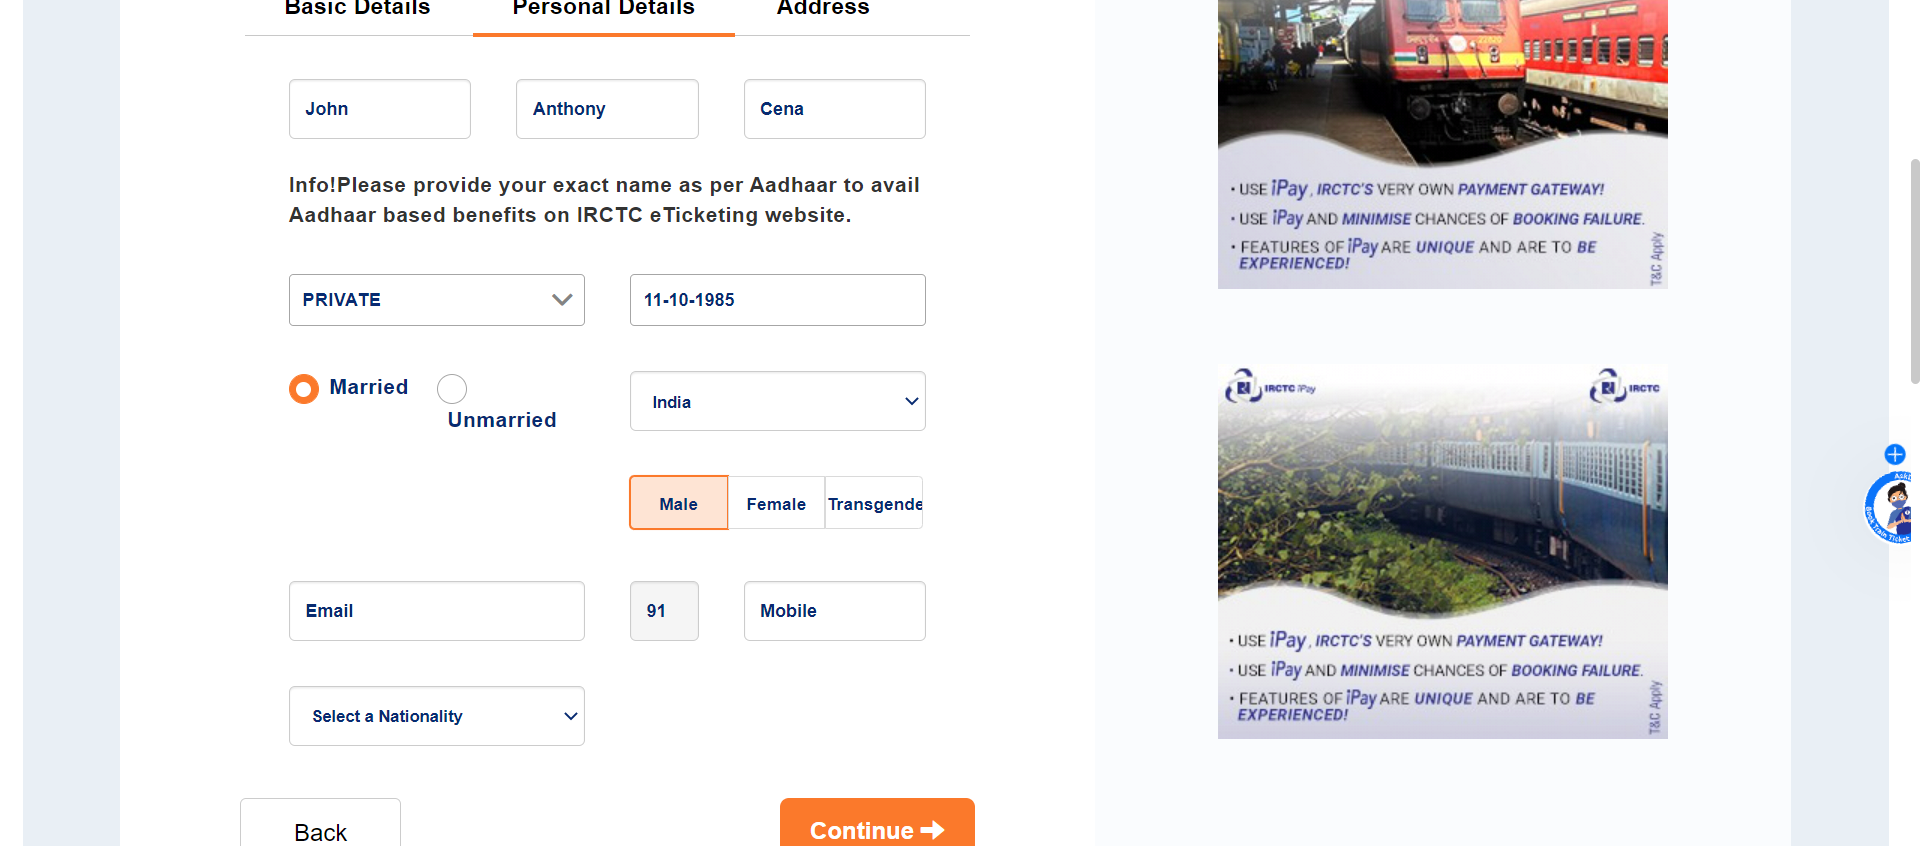 Basic Details
Personal Details
Address
John
Anthony
Cena
Info!Please provide your exact name as per Aadhaar to avail
Aadhaar based benefits on IRCTC eTicketing website.
PRIVATE
11-10-1985
Married
Unmarried
India
Male
Female
Transgende
Email
91
Mobile
Select a Nationality
Back
Continue
• USE iPay, IRCTC'S VERY OWN PAYMENT GATEWAY!
• USE iPay AND MINIMISE CHANCES OF BOOKING FAILURE.
• FEATURES OF iPay ARE UNIQUE AND ARE TO BE
EXPERIENCED!
T&C Apply
IRCTC iPay
IRCTC
• USE iPay, IRCTC'S VERY OWN PAYMENT GATEWAY!
• USE iPay AND MINIMISE CHANCES OF BOOKING FAILURE.
• FEATURES OF iPay ARE UNIQUE AND ARE TO BE
EXPERIENCED!
T&C Apply
Book Train Ticket